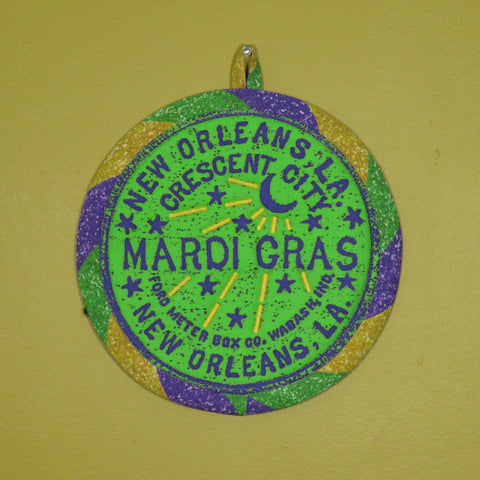 NEW ORLEANS, LA.
CRESCENT CITY
MARDI GRAS
FORD METER BOX CO. WABASH, IND.
NEW ORLEANS, LA.